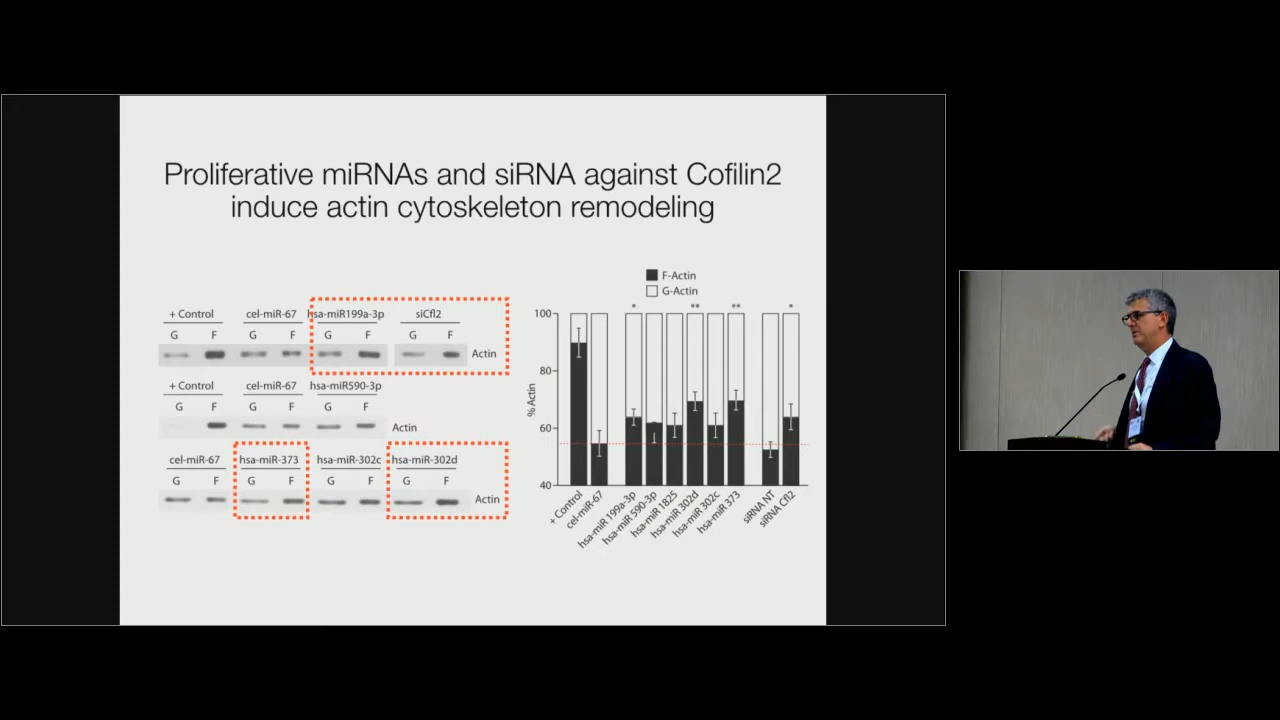 Proliferative miRNAs and siRNA against Cofilin2
induce actin cytoskeleton remodeling
+ Control cel-miR-67 hsa-miR199a-3p siCfl2
G F G F G F G F
Actin
+ Control cel-miR-67 hsa-miR590-3p
G F G F G F
Actin
cel-miR-67 hsa-miR-373 hsa-miR-302c hsa-miR-302d
G F G F G F G F
Actin
F-Actin
G-Actin
* ** ** *
100
80
60
40
% Actin
+ Control
cel-miR-67
hsa-miR 199a-3p
hsa-miR 590-3p
hsa-miR 1825
hsa-miR 302d
hsa-miR 302c
hsa-miR 373
siRNA NT
siRNA Cfl2